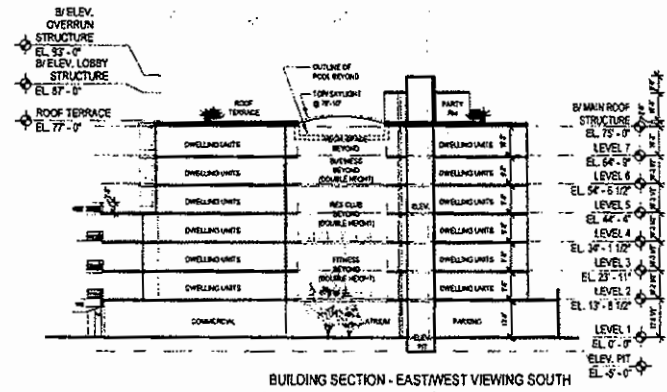 B/ ELEV.
OVERRUN
STRUCTURE
EL. 93' - 0"
B/ ELEV. LOBBY
STRUCTURE
EL. 87' - 0"
ROOF TERRACE
EL. 77' - 0"
OUTLINE OF
POOL BEYOND
TOP/ SKYLIGHT
ROOF
TERRACE
PARTY
RM
B/ MAIN ROOF
STRUCTURE
EL. 75' - 0"
DWELLING UNITS
BEYOND
DWELLING UNITS
LEVEL 7
EL. 64' - 9"
DWELLING UNITS
BUSINESS
BEYOND
(DOUBLE HEIGHT)
DWELLING UNITS
LEVEL 6
EL. 54' - 6 1/2"
DWELLING UNITS
RES CLUB
BEYOND
(DOUBLE HEIGHT)
ELEV.
DWELLING UNITS
LEVEL 5
EL. 44' - 4"
DWELLING UNITS
DWELLING UNITS
LEVEL 4
EL. 34' - 1 1/2"
DWELLING UNITS
FITNESS
BEYOND
(DOUBLE HEIGHT)
DWELLING UNITS
LEVEL 3
EL. 23' - 11"
DWELLING UNITS
DWELLING UNITS
LEVEL 2
EL. 13' - 8 1/2"
COMMERCIAL
ATRIUM
PARKING
LEVEL 1
EL. 0' - 0"
ELEV.
PIT
ELEV. PIT
EL. -5' - 0"
BUILDING SECTION - EAST/WEST VIEWING SOUTH